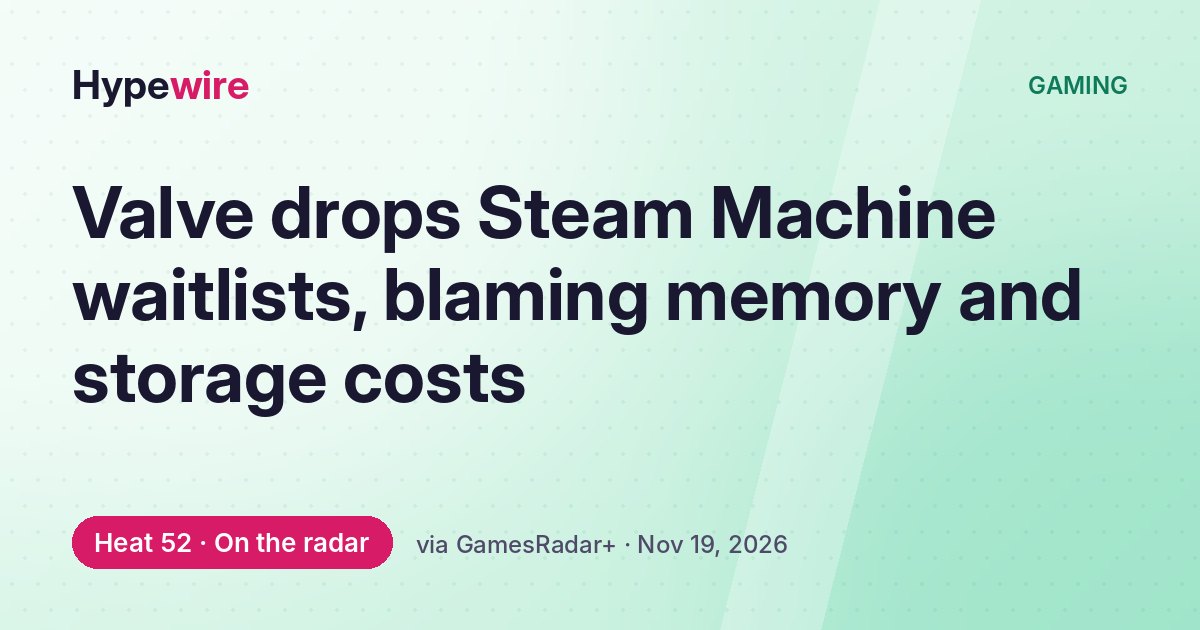 Hypewire
GAMING
Valve drops Steam Machine
waitlists, blaming memory and
storage costs
Heat 52 · On the radar
via GamesRadar+ · Nov 19, 2026